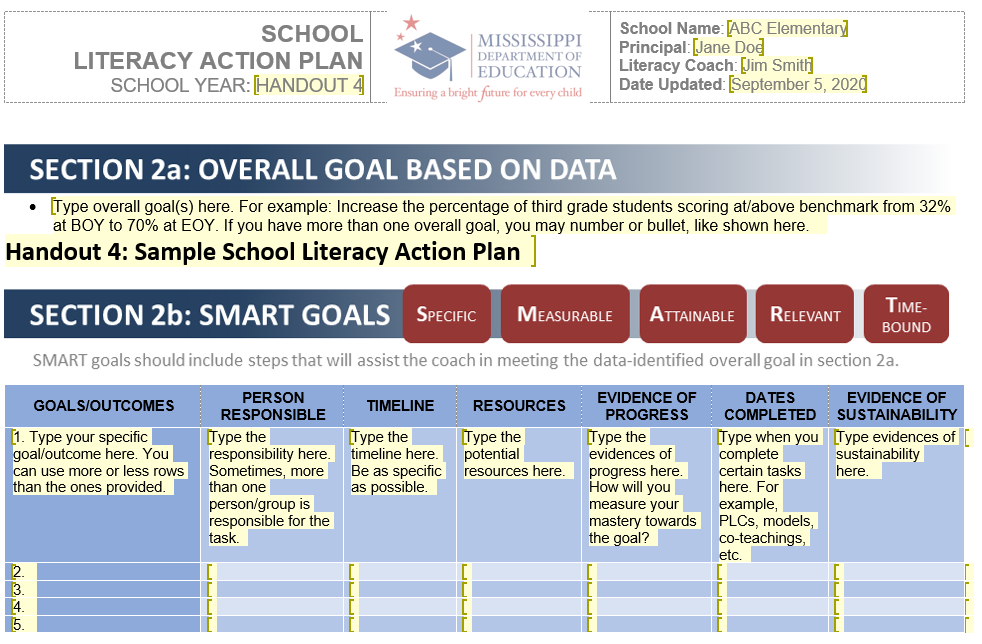 SCHOOL
LITERACY ACTION PLAN
SCHOOL YEAR: HANDOUT 4
MISSISSIPPI
DEPARTMENT OF
EDUCATION
Ensuring a bright future for every child
School Name: ABC Elementary
Principal: Jane Doe
Literacy Coach: Jim Smith
Date Updated: September 5, 2020
SECTION 2a: OVERALL GOAL BASED ON DATA
• Type overall goal(s) here. For example: Increase the percentage of third grade students scoring at/above benchmark from 32%
at BOY to 70% at EOY. If you have more than one overall goal, you may number or bullet, like shown here.
Handout 4: Sample School Literacy Action Plan
SECTION 2b: SMART GOALS
SPECIFIC
MEASURABLE
ATTAINABLE
RELEVANT
TIME-
BOUND
SMART goals should include steps that will assist the coach in meeting the data-identified overall goal in section 2a.
GOALS/OUTCOMES
PERSON
RESPONSIBLE
TIMELINE
RESOURCES
EVIDENCE OF
PROGRESS
DATES
COMPLETED
EVIDENCE OF
SUSTAINABILITY
1. Type your specific
goal/outcome here. You
can use more or less rows
than the ones provided.
Type the
responsibility here.
Sometimes, more
than one
person/group is
responsible for the
task.
Type the
timeline here.
Be as specific
as possible.
Type the
potential
resources here.
Type the
evidences of
progress here.
How will you
measure your
mastery towards
the goal?
Type when you
complete
certain tasks
here. For
example,
PLCs, models,
co-teachings,
etc.
Type evidences of
sustainability
here.
2.
3.
4.
5.